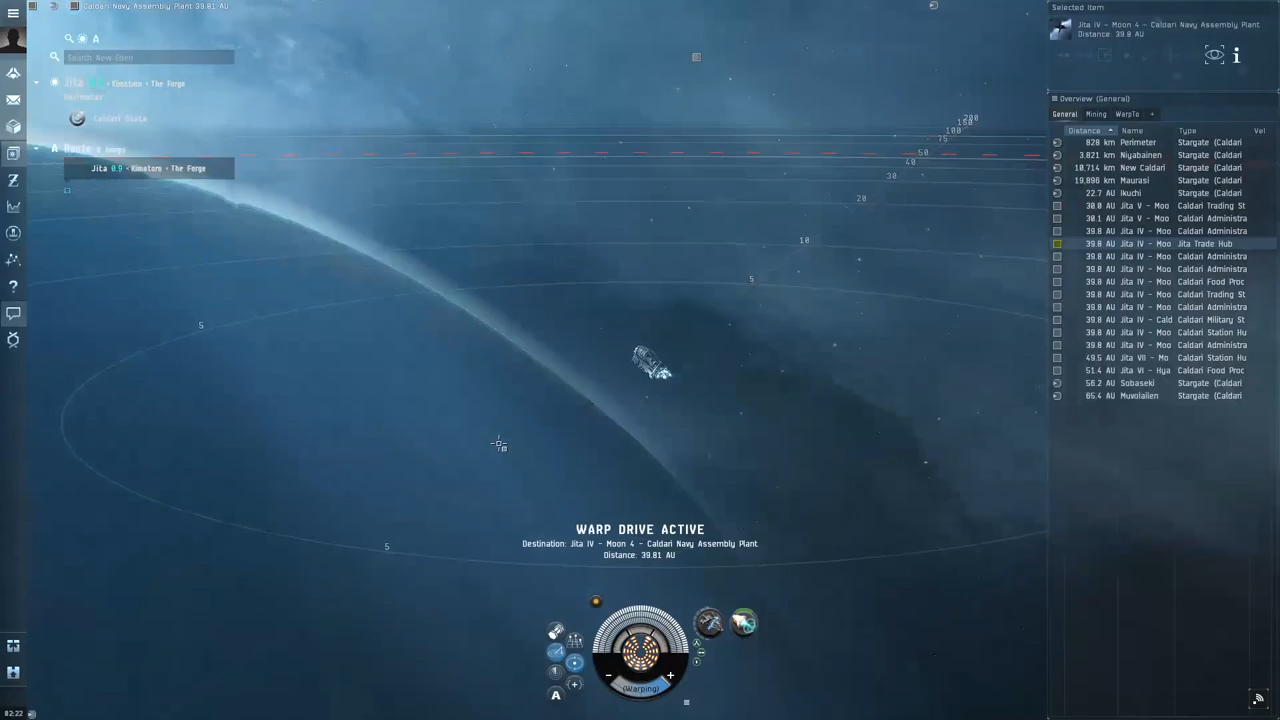 Caldari Navy Assembly Plant 39.81 AU
A
Search New Eden
Jita ‹ Kimotoro ‹ The Forge
Perimeter
Caldari State
A Route
Jita 0.9 ‹ Kimotoro ‹ The Forge
200
150
100
75
50
40
30
20
10
5
5
5
WARP DRIVE ACTIVE
Destination: Jita IV - Moon 4 - Caldari Navy Assembly Plant
Distance: 39.81 AU
A
(Warping)
02:22
Selected Item
Jita IV - Moon 4 - Caldari Navy Assembly Plant
Distance: 39.8 AU
Overview (General)
General Mining WarpTo +
Distance Name Type Vel
828 km Perimeter Stargate (Caldari
3,821 km Niyabainen Stargate (Caldari
10,714 km New Caldari Stargate (Caldari
19,898 km Maurasi Stargate (Caldari
22.7 AU Ikuchi Stargate (Caldari
30.0 AU Jita V - Moo Caldari Trading St
30.1 AU Jita V - Moo Caldari Administra
39.8 AU Jita IV - Moo Caldari Administra
39.8 AU Jita IV - Moo Jita Trade Hub
39.8 AU Jita IV - Moo Caldari Administra
39.8 AU Jita IV - Moo Caldari Administra
39.8 AU Jita IV - Moo Caldari Food Proc
39.8 AU Jita IV - Moo Caldari Trading St
39.8 AU Jita IV - Moo Caldari Administra
39.8 AU Jita IV - Cald Caldari Military St
39.8 AU Jita IV - Moo Caldari Station Hu
39.8 AU Jita IV - Moo Caldari Administra
49.5 AU Jita VII - Mo Caldari Station Hu
51.4 AU Jita VI - Hya Caldari Food Proc
56.2 AU Sobaseki Stargate (Caldari
65.4 AU Muvolailen Stargate (Caldari